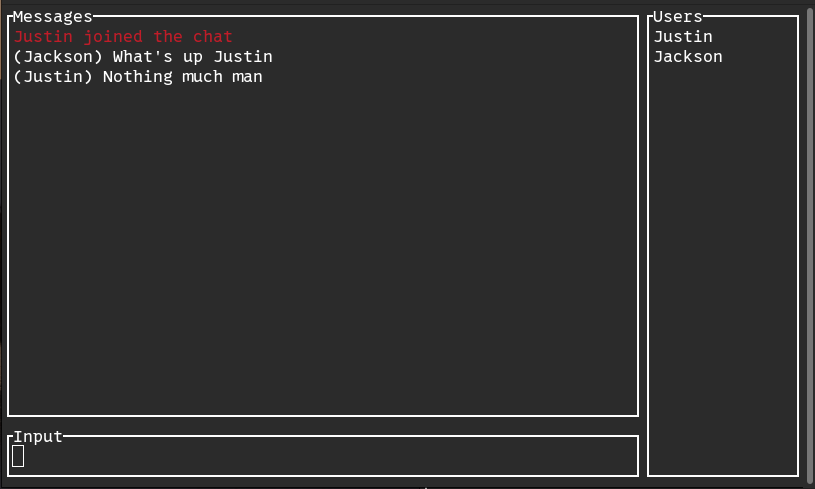 Messages
Justin joined the chat
(Jackson) What's up Justin
(Justin) Nothing much man
Users
Justin
Jackson
Input